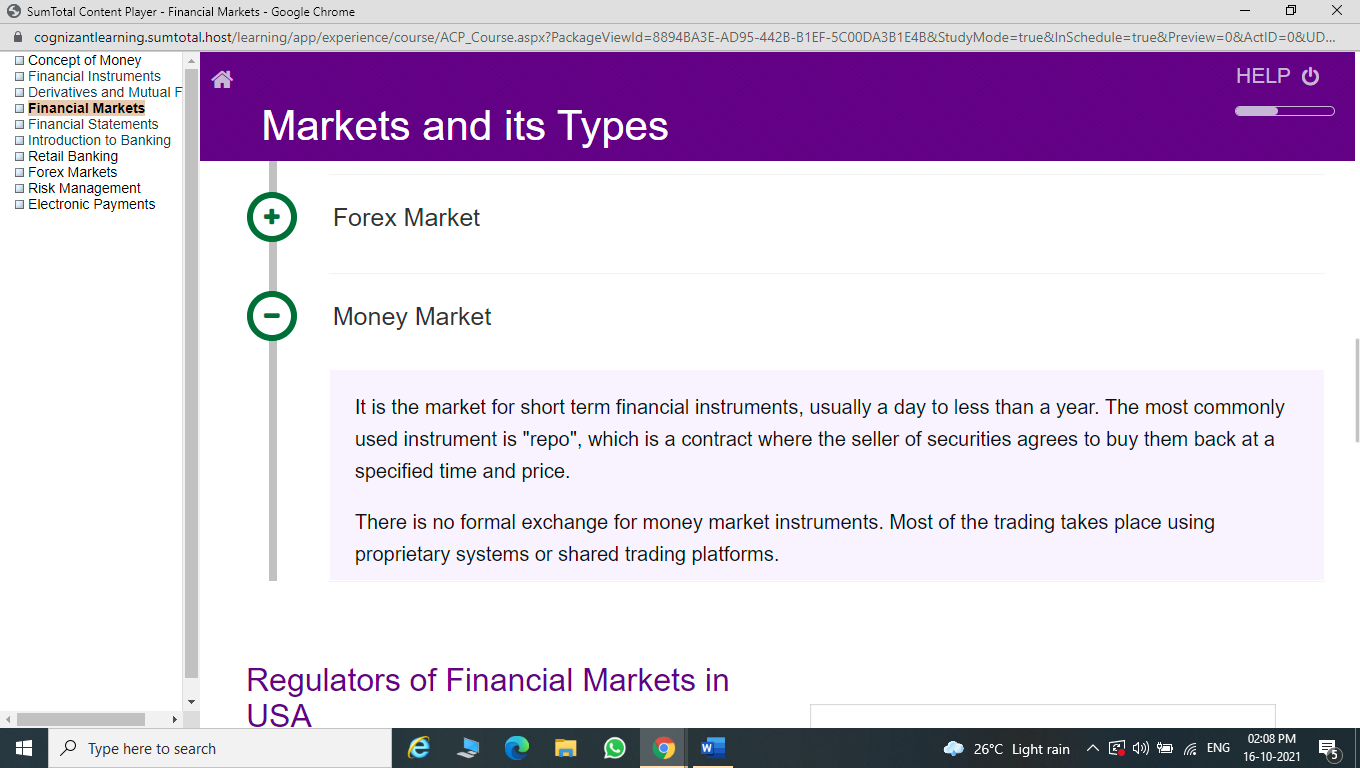 SumTotal Content Player - Financial Markets - Google Chrome
cognizantlearning.sumtotal.host/learning/app/experience/course/ACP_Course.aspx?PackageViewId=8894BA3E-AD95-442B-B1EF-5C00DA3B1E4B&StudyMode=true&InSchedule=true&Preview=0&ActID=0&UD...
Concept of Money
Financial Instruments
Derivatives and Mutual F
Financial Markets
Financial Statements
Introduction to Banking
Retail Banking
Forex Markets
Risk Management
Electronic Payments
HELP
Markets and its Types
Forex Market
Money Market
It is the market for short term financial instruments, usually a day to less than a year. The most commonly
used instrument is "repo", which is a contract where the seller of securities agrees to buy them back at a
specified time and price.
There is no formal exchange for money market instruments. Most of the trading takes place using
proprietary systems or shared trading platforms.
Regulators of Financial Markets in
USA
Type here to search
26°C Light rain
ENG
02:08 PM
16-10-2021
5